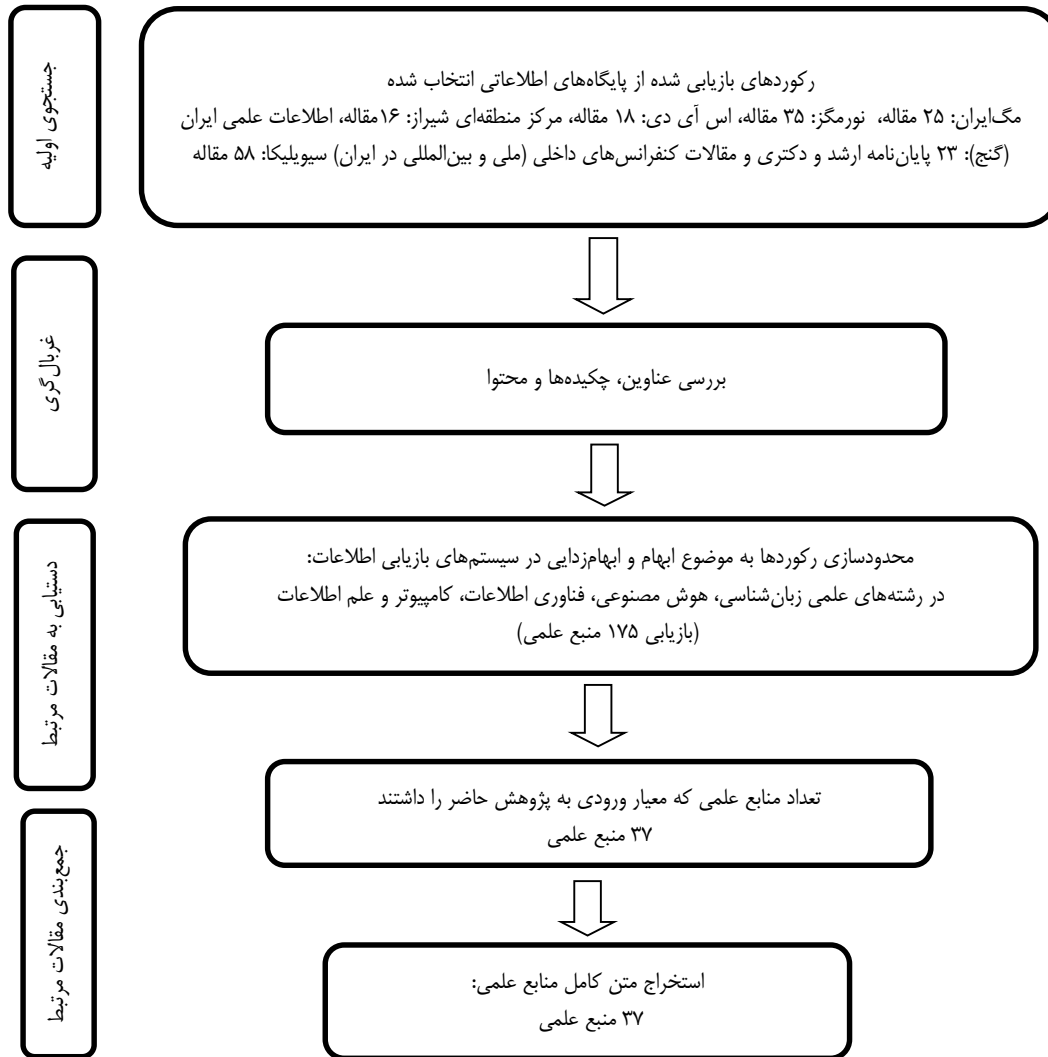 جستجوی اولیه
رکوردهای بازیابی شده از پایگاه‌های اطلاعاتی انتخاب شده
مگ‌ایران: ۲۵ مقاله، نورمگز: ۳۵ مقاله، اس آی دی: ۱۸ مقاله، مرکز منطقه‌ای شیراز: ۱۶مقاله، اطلاعات علمی ایران
(گنج): ۲۳ پایان‌نامه ارشد و دکتری و مقالات کنفرانس‌های داخلی (ملی و بین‌المللی در ایران) سیویلیکا: ۵۸ مقاله
غربال‌گری
بررسی عناوین، چکیده‌ها و محتوا
دستیابی به مقالات مرتبط
محدودسازی رکوردها به موضوع ابهام و ابهام‌زدایی در سیستم‌های بازیابی اطلاعات:
در رشته‌های علمی زبان‌شناسی، هوش مصنوعی، فناوری اطلاعات، کامپیوتر و علم اطلاعات
(بازیابی ۱۷۵ منبع علمی)
تعداد منابع علمی که معیار ورودی به پژوهش حاضر را داشتند
۳۷ منبع علمی
جمع‌بندی مقالات مرتبط
استخراج متن کامل منابع علمی:
۳۷ منبع علمی